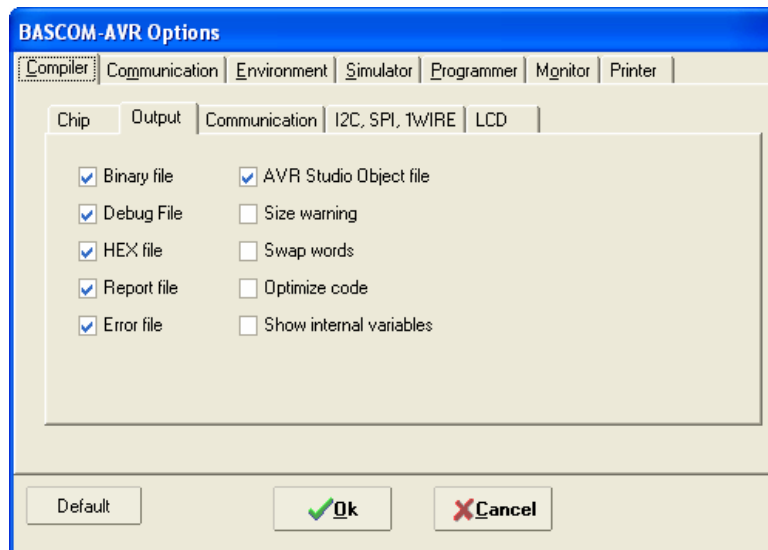 BASCOM-AVR Options
Compiler Communication Environment Simulator Programmer Monitor Printer
Chip Output Communication I2C, SPI, 1WIRE LCD
Binary file AVR Studio Object file
Debug File Size warning
HEX file Swap words
Report file Optimize code
Error file Show internal variables
Default Ok Cancel